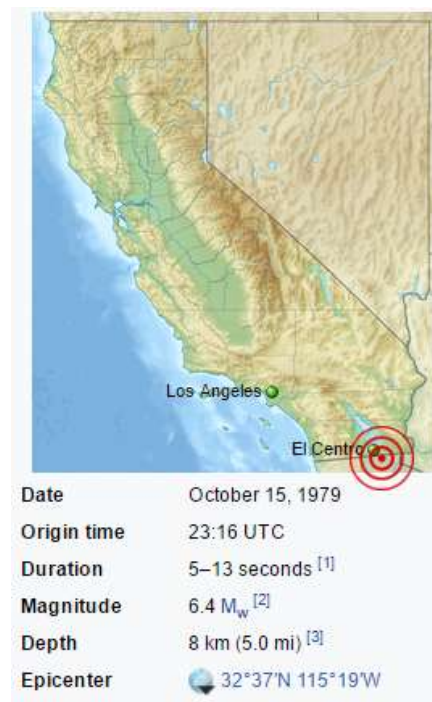 Los Angeles
El Centro
Date October 15, 1979
Origin time 23:16 UTC
Duration 5–13 seconds [1]
Magnitude 6.4 Mw [2]
Depth 8 km (5.0 mi) [3]
Epicenter 32°37′N 115°19′W